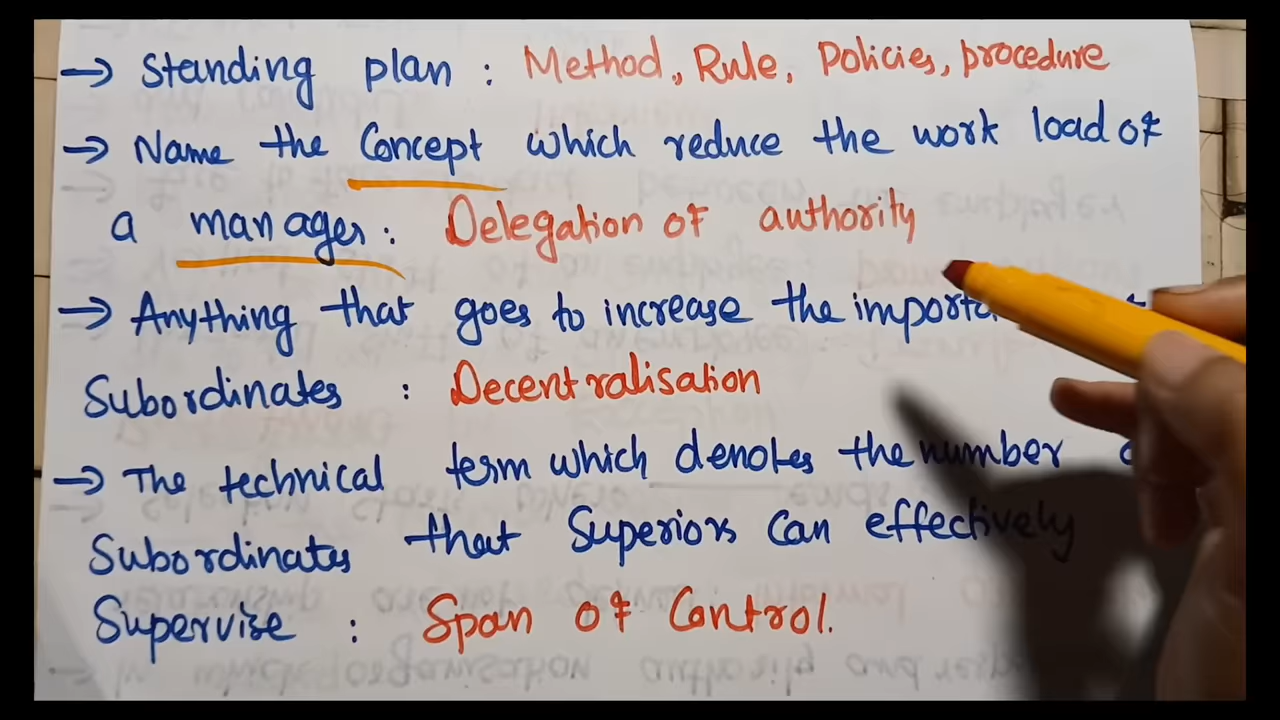 → Standing plan : Method, Rule, Policies, procedure
→ Name the Concept which reduce the work load of
a manager : Delegation of authority
→ Anything that goes to increase the
Subordinates : Decentralisation
→ The technical term which denotes the number
Subordinates that Superiors can effectively
Supervise : Span of Control.